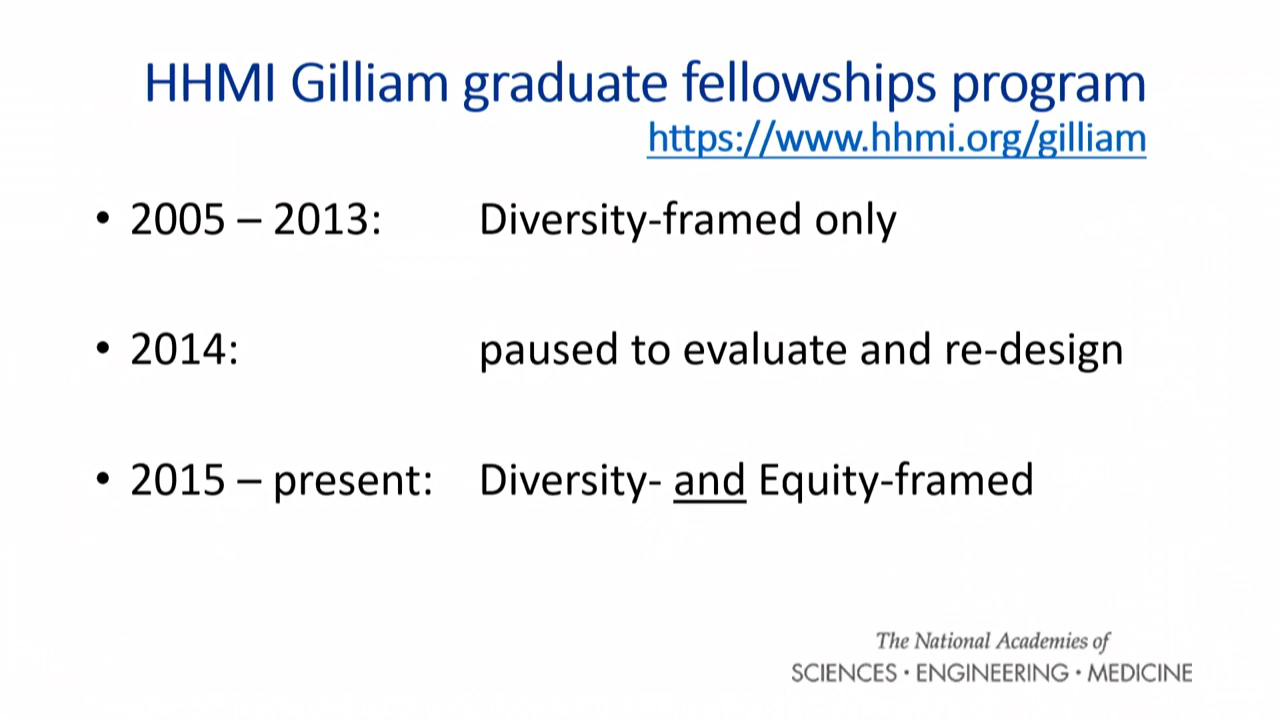 HHMI Gilliam graduate fellowships program
https://www.hhmi.org/gilliam
• 2005 – 2013: Diversity-framed only
• 2014: paused to evaluate and re-design
• 2015 – present: Diversity- and Equity-framed
The National Academies of
SCIENCES · ENGINEERING · MEDICINE